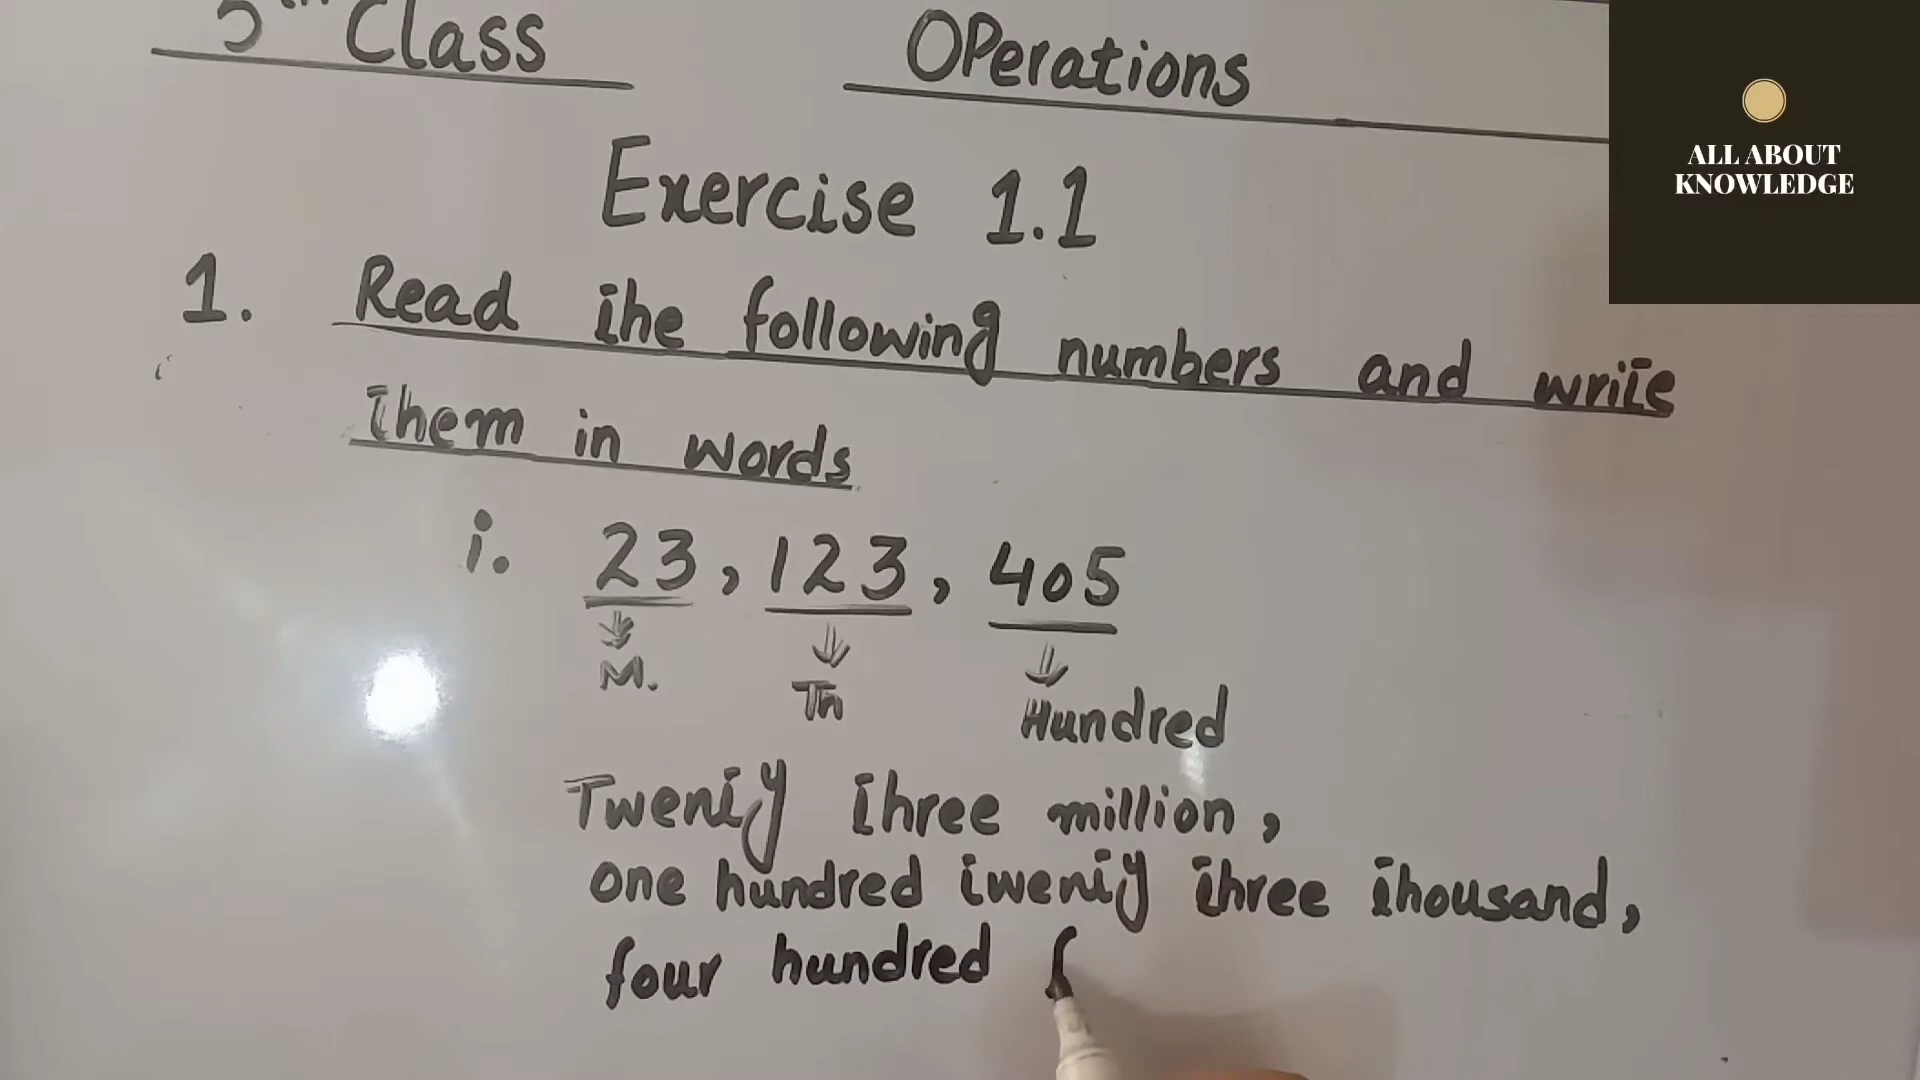 5th Class
Operations
ALL ABOUT
KNOWLEDGE
Exercise 1.1
1. Read the following numbers and write
them in words
i. 23, 123, 405
M. Th Hundred
Twenty three million,
one hundred twenty three thousand,
four hundred f